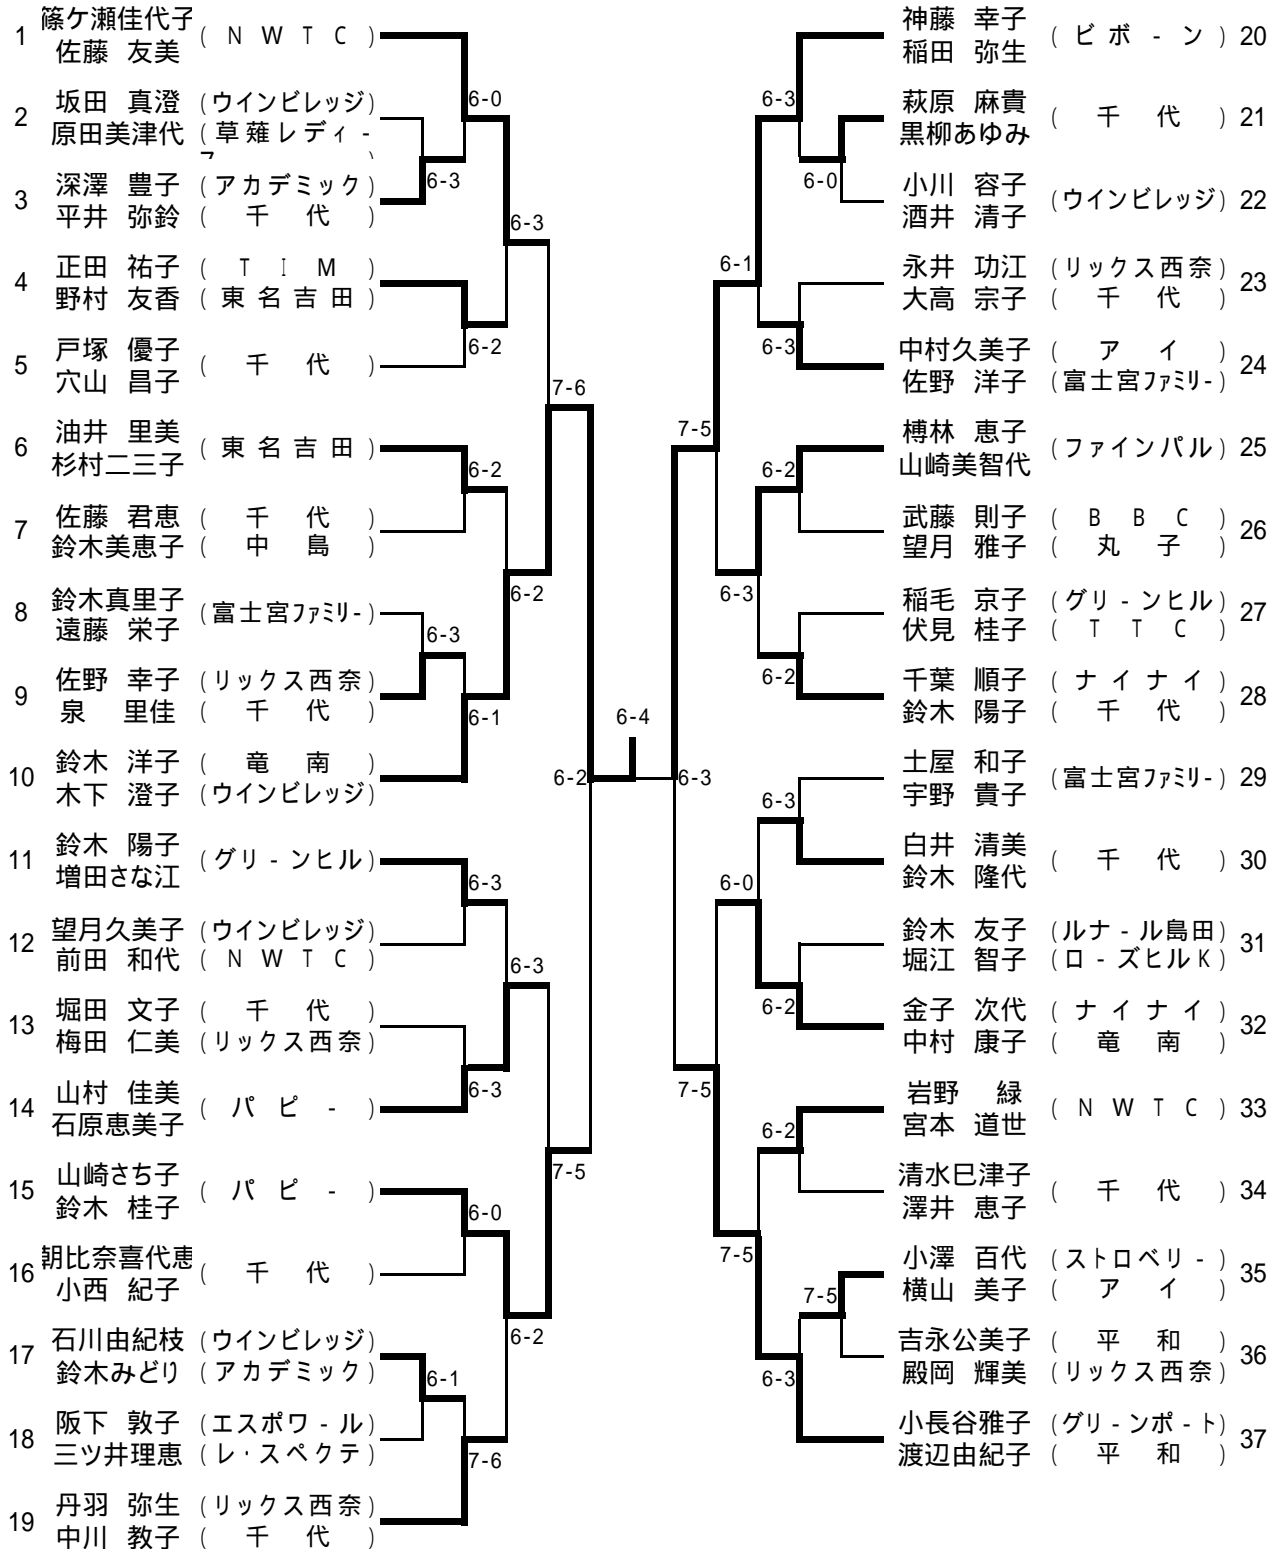 篠ケ瀬佳代子
1 (NWTC)
佐藤 友美
坂田 真澄 (ウインビレッジ)
2
原田美津代 (草薙レディ-
深澤 豊子 (アカデミック)
3
平井 弥鈴 (千代)
正田 祐子 (TIM)
4
野村 友香 (東名吉田)
戸塚 優子
5 (千代)
穴山 昌子
油井 里美
6 (東名吉田)
杉村二三子
佐藤 君恵 (千代)
7
鈴木美恵子 (中島)
鈴木真里子
8 (富士宮ファミリ-)
遠藤 栄子
佐野 幸子 (リックス西奈)
9
泉 里佳 (千代)
鈴木 洋子 (竜南)
10
木下 澄子 (ウインビレッジ)
鈴木 陽子
11 (グリ-ンヒル)
増田さな江
望月久美子 (ウインビレッジ)
12
前田 和代 (NWTC)
堀田 文子 (千代)
13
梅田 仁美 (リックス西奈)
山村 佳美
14 (パピ-)
石原恵美子
山崎さち子
15 (パピ-)
鈴木 桂子
朝比奈喜代恵
16 (千代)
小西 紀子
石川由紀枝 (ウインビレッジ)
17
鈴木みどり (アカデミック)
阪下 敦子 (エスポワ-ル)
18
三ツ井理恵 (レ・スペクテ)
丹羽 弥生 (リックス西奈)
19
中川 教子 (千代)
6-0
6-3
6-3
6-2
7-6
6-2
6-2
6-3
6-1
6-2
6-3
6-3
6-3
7-5
6-0
6-2
6-1
7-6
6-4
6-3
6-3
6-0
6-1
6-3
7-5
6-2
6-3
6-2
6-3
6-0
6-2
7-5
6-2
7-5
7-5
6-3
神藤 幸子
(ビボ-ン) 20
稲田 弥生
萩原 麻貴
(千代) 21
黒柳あゆみ
小川 容子
(ウインビレッジ) 22
酒井 清子
永井 功江 (リックス西奈)
23
大高 宗子 (千代)
中村久美子 (アイ)
24
佐野 洋子 (富士宮ファミリ-)
榑林 恵子
(ファインパル) 25
山崎美智代
武藤 則子 (BBC)
26
望月 雅子 (丸子)
稲毛 京子 (グリ-ンヒル)
27
伏見 桂子 (TTC)
千葉 順子 (ナイナイ)
28
鈴木 陽子 (千代)
土屋 和子
(富士宮ファミリ-) 29
宇野 貴子
白井 清美
(千代) 30
鈴木 隆代
鈴木 友子 (ルナ-ル島田)
31
堀江 智子 (ロ-ズヒルK)
金子 次代 (ナイナイ)
32
中村 康子 (竜南)
岩野 緑
(NWTC) 33
宮本 道世
清水巳津子
(千代) 34
澤井 恵子
小澤 百代 (ストロベリ-)
35
横山 美子 (アイ)
吉永公美子 (平和)
36
殿岡 輝美 (リックス西奈)
小長谷雅子 (グリ-ンポ-ト)
37
渡辺由紀子 (平和)